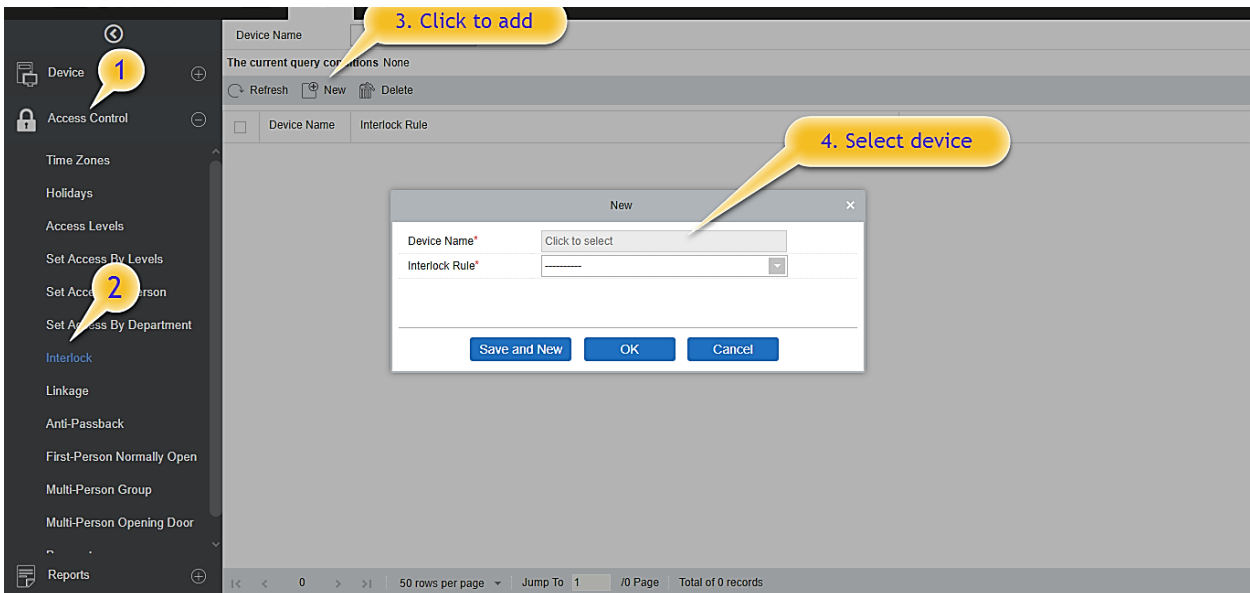 3. Click to add
Device Name
The current query conditions None
Device
1
Refresh New Delete
Access Control
Device Name Interlock Rule
4. Select device
Time Zones
Holidays
Access Levels
Set Access By Levels
Set Acce erson
2
Set Access By Department
Interlock
Linkage
Anti-Passback
First-Person Normally Open
Multi-Person Group
Multi-Person Opening Door
Reports
New
Device Name* Click to select
Interlock Rule* ----------
Save and New OK Cancel
0 50 rows per page Jump To 1 /0 Page Total of 0 records